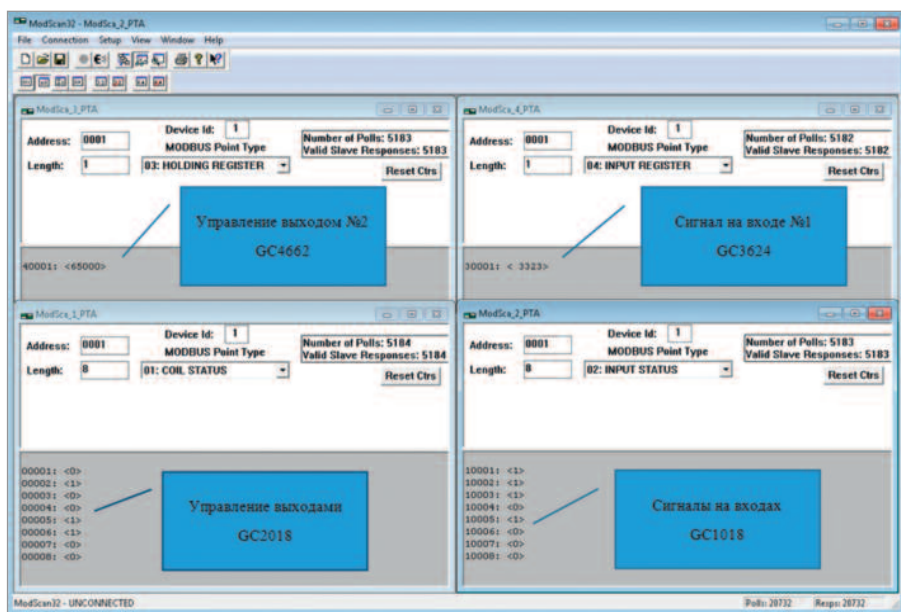 ModScan32 - ModSca_2_PTA
File Connection Setup View Window Help
ModSca_3_PTA
Address: 0001
Device Id: 1
MODBUS Point Type
Number of Polls: 5183
Valid Slave Responses: 5183
Length: 1
03: HOLDING REGISTER
Reset Ctrs
Управление выходом №2
GC4662
40001: <65000>
ModSca_4_PTA
Address: 0001
Device Id: 1
MODBUS Point Type
Number of Polls: 5182
Valid Slave Responses: 5182
Length: 1
04: INPUT REGISTER
Reset Ctrs
Сигнал на входе №1
GC3624
30001: < 3323>
ModSca_1_PTA
Address: 0001
Device Id: 1
MODBUS Point Type
Number of Polls: 5184
Valid Slave Responses: 5184
Length: 8
01: COIL STATUS
Reset Ctrs
00001: <0>
00002: <1>
00003: <0>
00004: <0>
00005: <1>
00006: <1>
00007: <0>
00008: <0>
Управление выходами
GC2018
ModSca_2_PTA
Address: 0001
Device Id: 1
MODBUS Point Type
Number of Polls: 5183
Valid Slave Responses: 5183
Length: 8
02: INPUT STATUS
Reset Ctrs
10001: <1>
10002: <1>
10003: <1>
10004: <0>
10005: <1>
10006: <0>
10007: <0>
10008: <0>
Сигналы на входах
GC1018
ModScan32 - UNCONNECTED
Polls: 20732
Resps: 20732